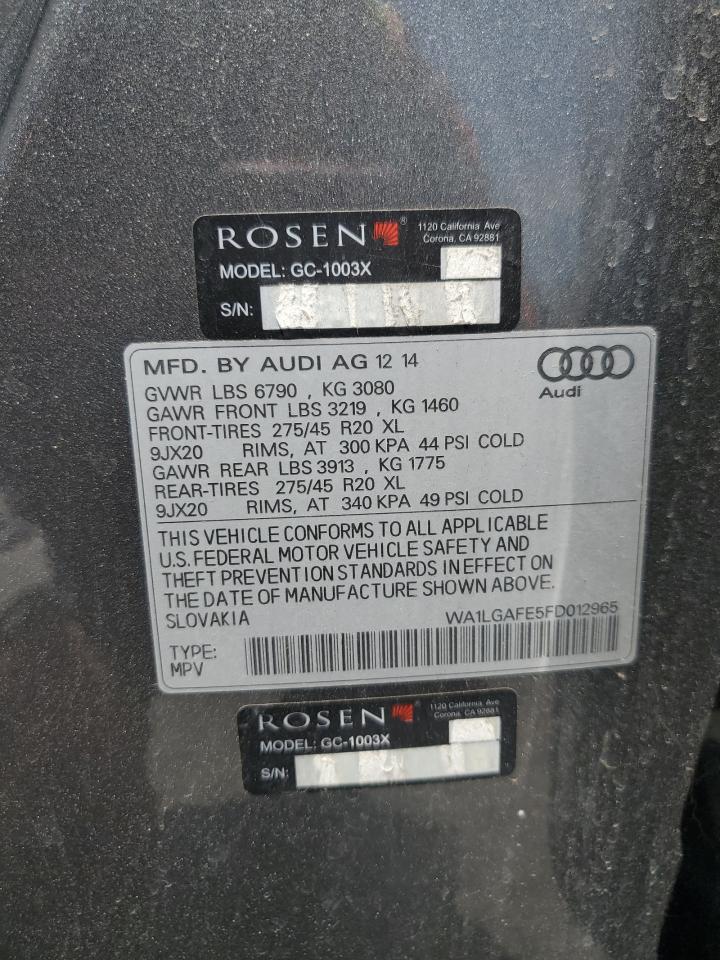 ROSEN®
1120 California Ave
Corona, CA 92881
MODEL: GC-1003X
S/N:
MFD. BY AUDI AG 12 14
Audi
GVWR LBS 6790 , KG 3080
GAWR FRONT LBS 3219 , KG 1460
FRONT-TIRES 275/45 R20 XL
9JX20 RIMS, AT 300 KPA 44 PSI COLD
GAWR REAR LBS 3913 , KG 1775
REAR-TIRES 275/45 R20 XL
9JX20 RIMS, AT 340 KPA 49 PSI COLD
THIS VEHICLE CONFORMS TO ALL APPLICABLE
U.S. FEDERAL MOTOR VEHICLE SAFETY AND
THEFT PREVENTION STANDARDS IN EFFECT ON
THE DATE OF MANUFACTURE SHOWN ABOVE.
SLOVAKIA
WA1LGAFE5FD012965
TYPE:
MPV
ROSEN
1120 California Ave
Corona, CA 92881
MODEL: GC-1003X
S/N: